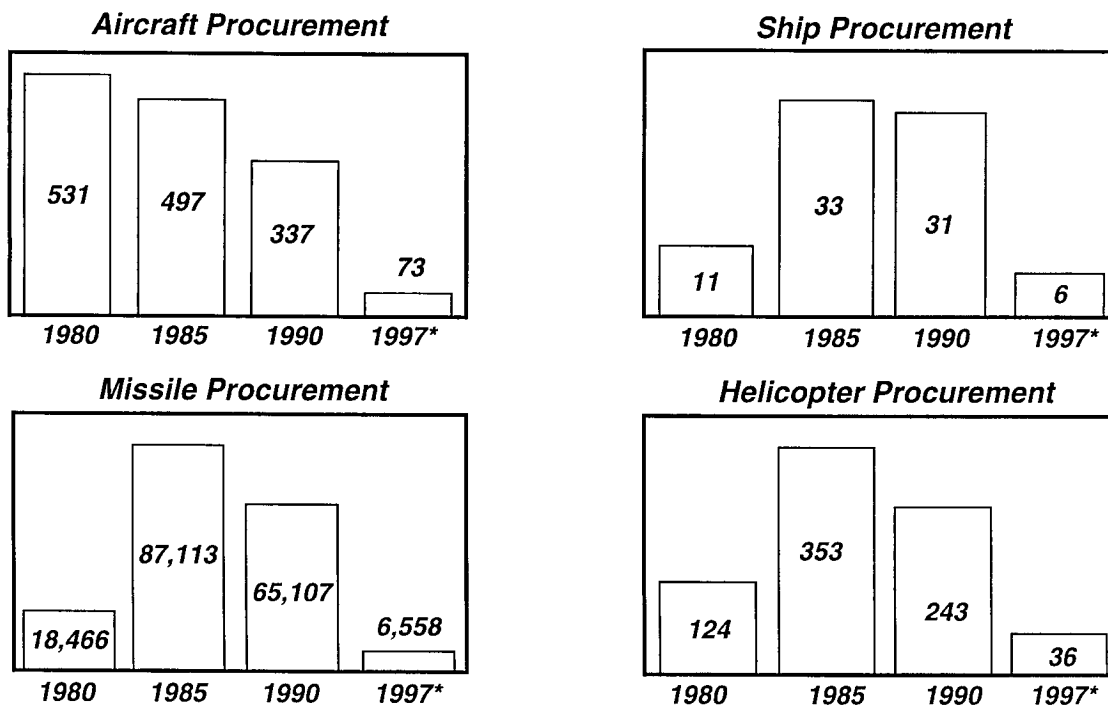 Aircraft Procurement
531
497
337
73
1980 1985 1990 1997*
Ship Procurement
11
33
31
6
1980 1985 1990 1997*
Missile Procurement
18,466
87,113
65,107
6,558
1980 1985 1990 1997*
Helicopter Procurement
124
353
243
36
1980 1985 1990 1997*